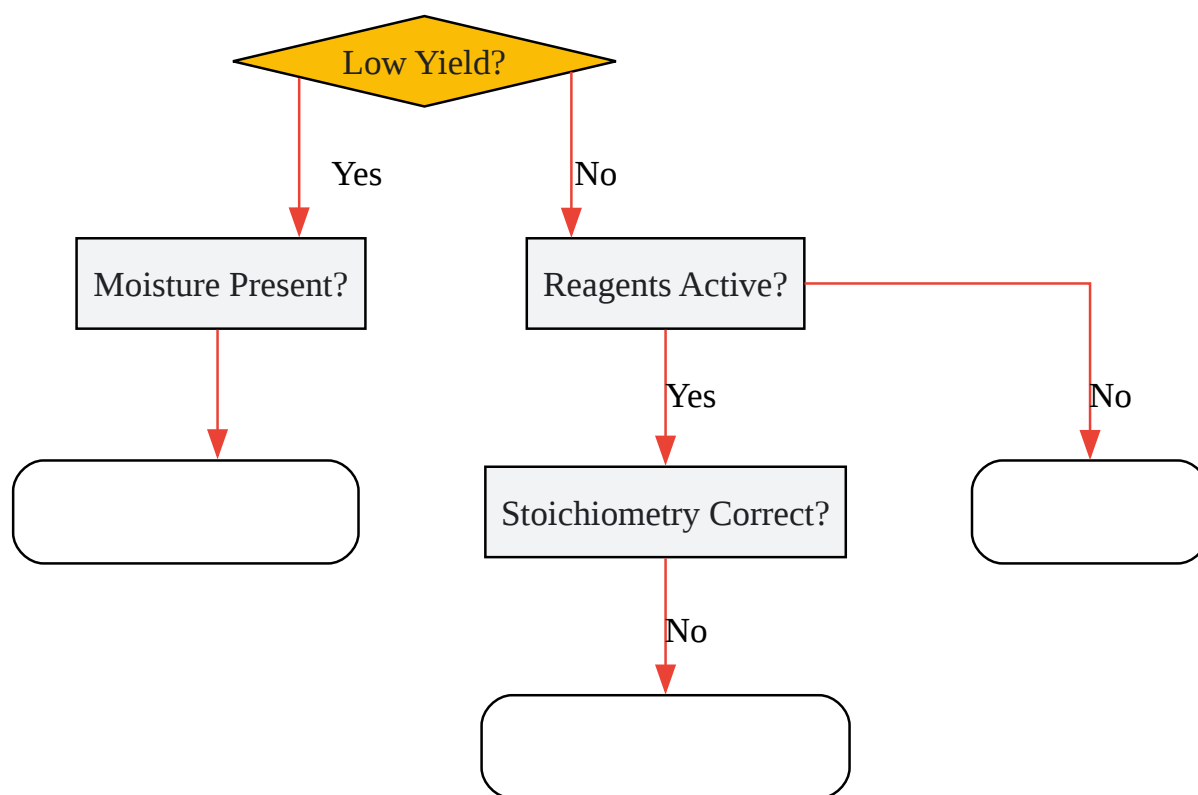 Low Yield?
Yes
No
Moisture Present?
Reagents Active?
Yes
No
Stoichiometry Correct?
No